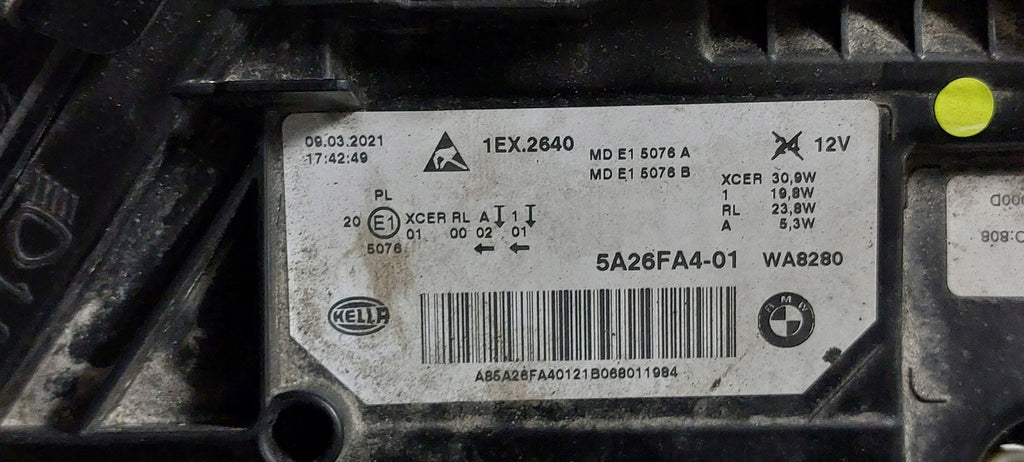 09.03.2021
17:42:49
1EX.2640
MD E1 5076 A
MD E1 5076 B
24 12V
XCER 30,9W
1 19,8W
RL 23,8W
A 5,3W
PL
20 E1 XCER RL A 1
01 00 02 01
5076
5A26FA4-01 WA8280
HELLA
BMW
A85A26FA40121B068011984
D:808